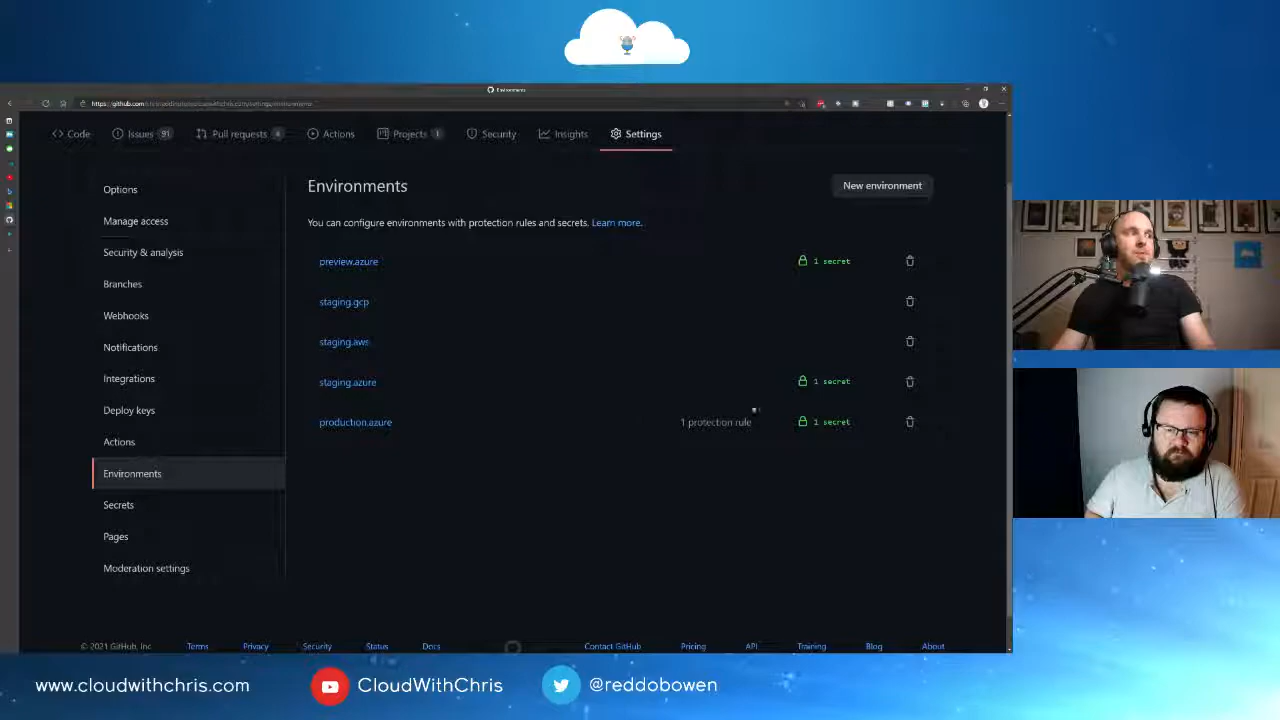 Environments
Code
Issues 91
Pull requests
Actions
Projects 1
Security
Insights
Settings
Options
Manage access
Security & analysis
Branches
Webhooks
Notifications
Integrations
Deploy keys
Actions
Environments
Secrets
Pages
Moderation settings
Environments
New environment
You can configure environments with protection rules and secrets. Learn more.
preview.azure 1 secret
staging.gcp
staging.aws
staging.azure 1 secret
production.azure 1 protection rule 1 secret
© 2021 GitHub, Inc. Terms Privacy Security Status Docs Contact GitHub Pricing API Training Blog About
www.cloudwithchris.com CloudWithChris @reddobowen